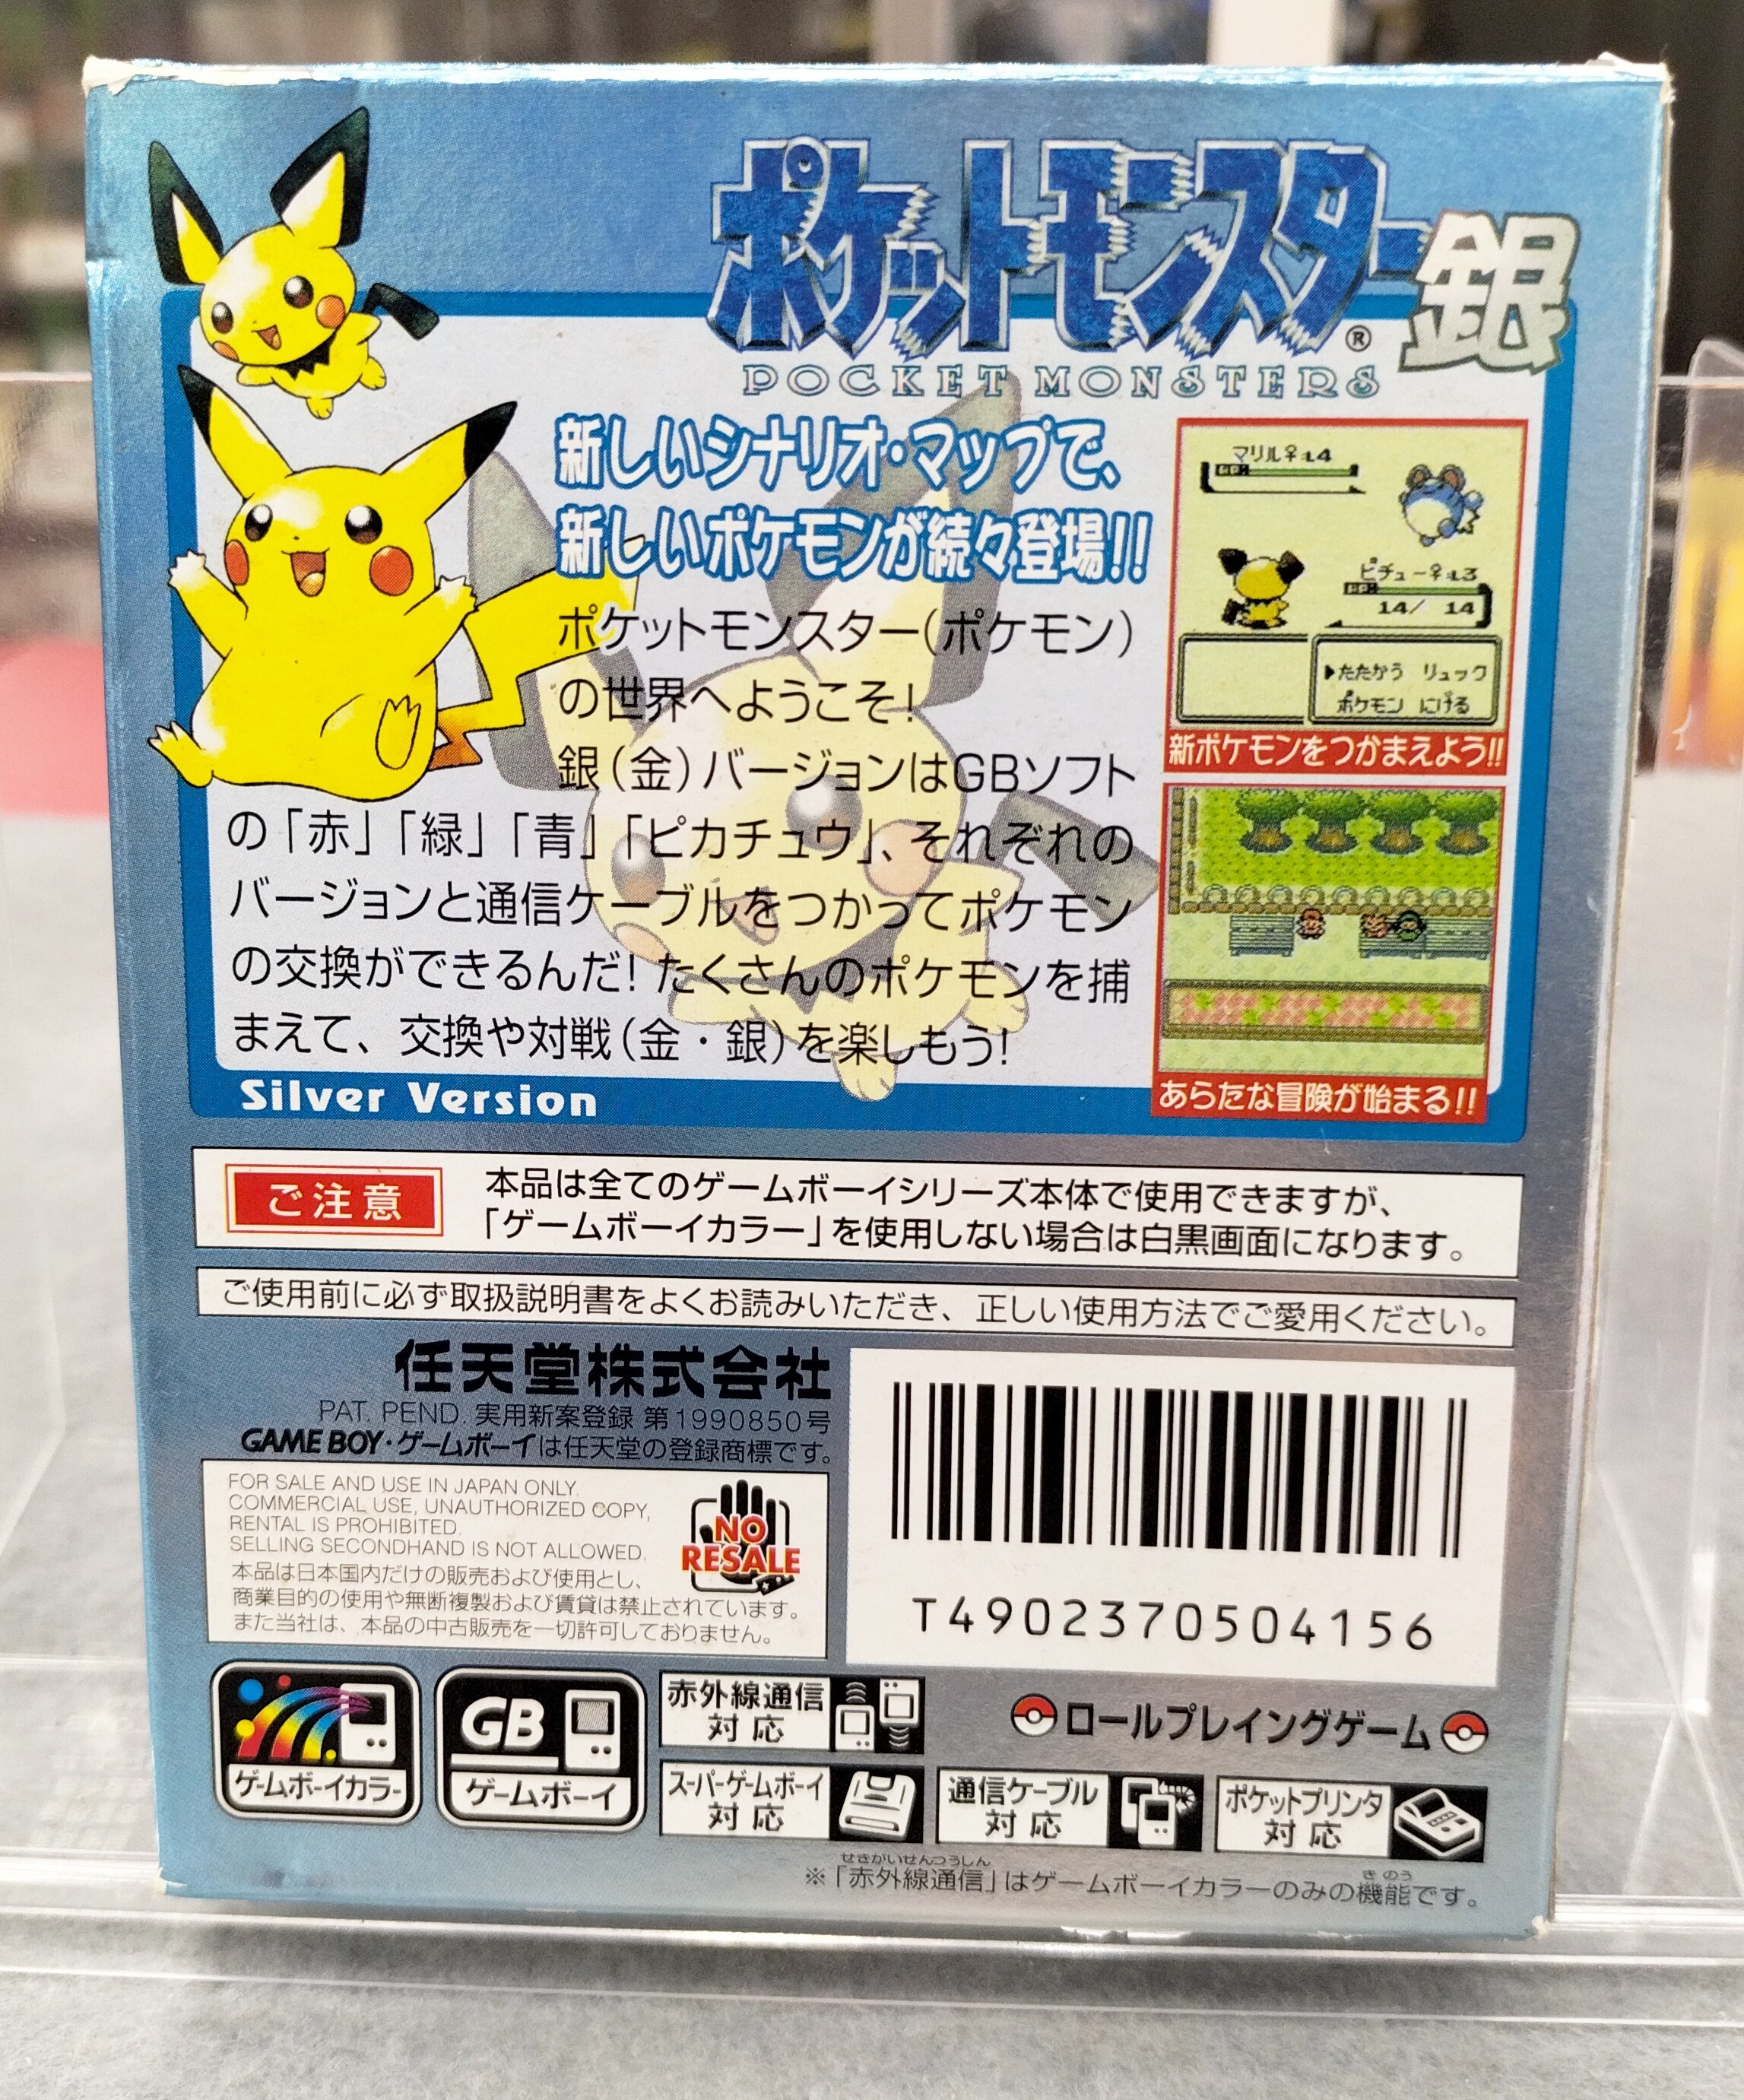 ポケットモンスター銀
®
POCKET MONSTERS
新しいシナリオ・マップで、
新しいポケモンが続々登場!!
ポケットモンスター(ポケモン)
の世界へようこそ!
銀(金)バージョンはGBソフト
の「赤」「緑」「青」「ピカチュウ」、それぞれの
バージョンと通信ケーブルをつかってポケモン
の交換ができるんだ! たくさんのポケモンを捕
まえて、交換や対戦(金・銀)を楽しもう!
Silver Version
マリル♀:L4
HP:
ピチュー♀:L3
HP:
14/ 14
▶たたかう リュック
ポケモン にげる
新ポケモンをつかまえよう!!
あらたな冒険が始まる!!
ご注意
本品は全てのゲームボーイシリーズ本体で使用できますが、
「ゲームボーイカラー」を使用しない場合は白黒画面になります。
ご使用前に必ず取扱説明書をよくお読みいただき、正しい使用方法でご愛用ください。
任天堂株式会社
PAT. PEND. 実用新案登録 第1990850号
GAME BOY・ゲームボーイは任天堂の登録商標です。
FOR SALE AND USE IN JAPAN ONLY.
COMMERCIAL USE, UNAUTHORIZED COPY,
RENTAL IS PROHIBITED.
SELLING SECONDHAND IS NOT ALLOWED.
本品は日本国内だけの販売および使用とし、
商業目的の使用や無断複製および賃貸は禁止されています。
また当社は、本品の中古販売を一切許可しておりません。
NO
RESALE
T4902370504156
ゲームボーイカラー
GB
ゲームボーイ
赤外線通信
対応
ロールプレイングゲーム
スーパーゲームボーイ
対応
通信ケーブル
対応
ポケットプリンタ
対応
せきがいせんつうしん
きのう
※「赤外線通信」はゲームボーイカラーのみの機能です。